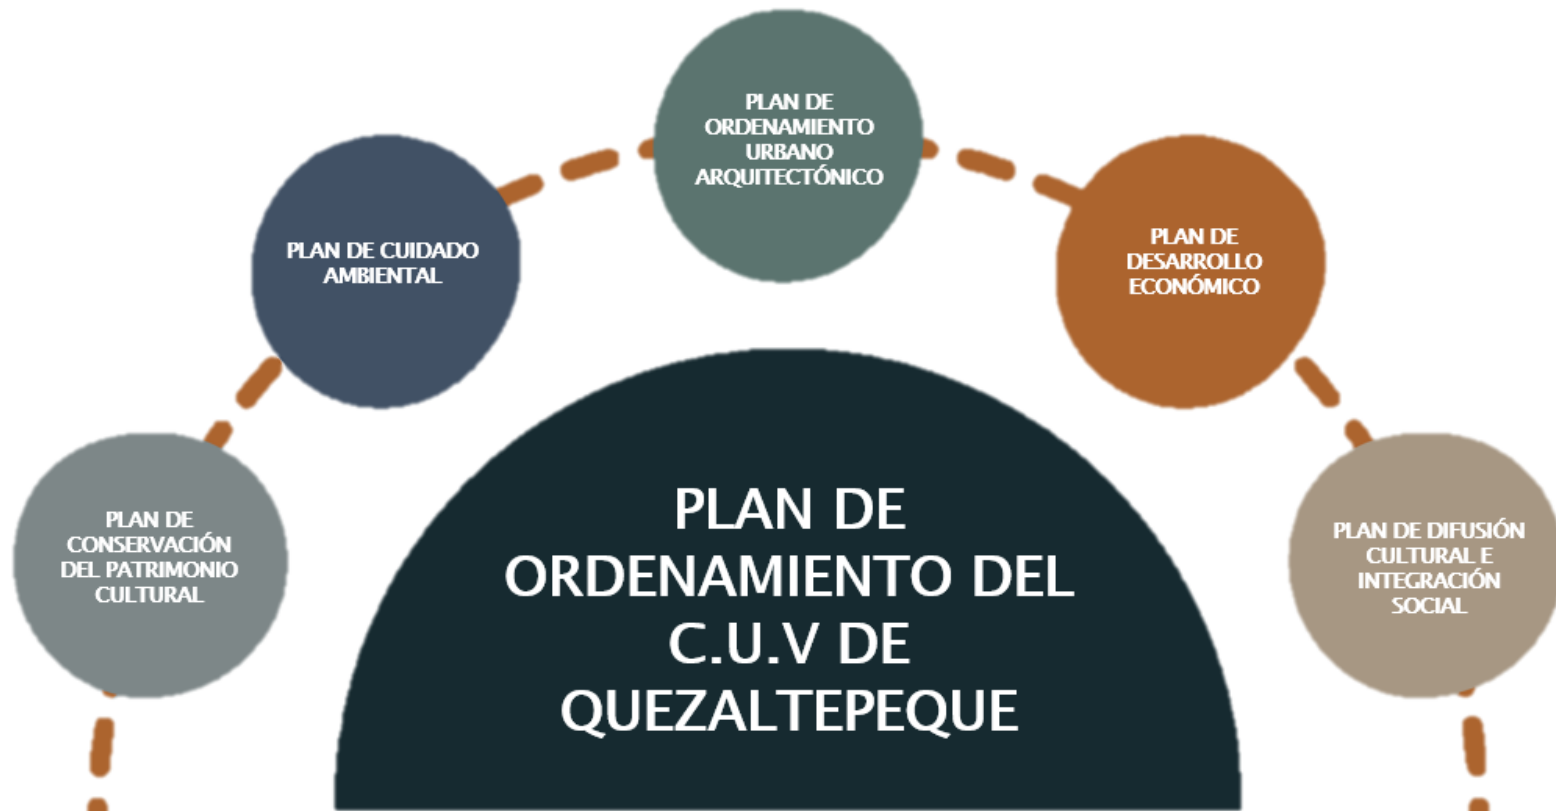 PLAN DE
ORDENAMIENTO
URBANO
ARQUITECTÓNICO
PLAN DE CUIDADO
AMBIENTAL
PLAN DE
DESARROLLO
ECONÓMICO
PLAN DE
CONSERVACIÓN
DEL PATRIMONIO
CULTURAL
PLAN DE DIFUSIÓN
CULTURAL E
INTEGRACIÓN
SOCIAL
PLAN DE
ORDENAMIENTO DEL
C.U.V DE
QUEZALTEPEQUE